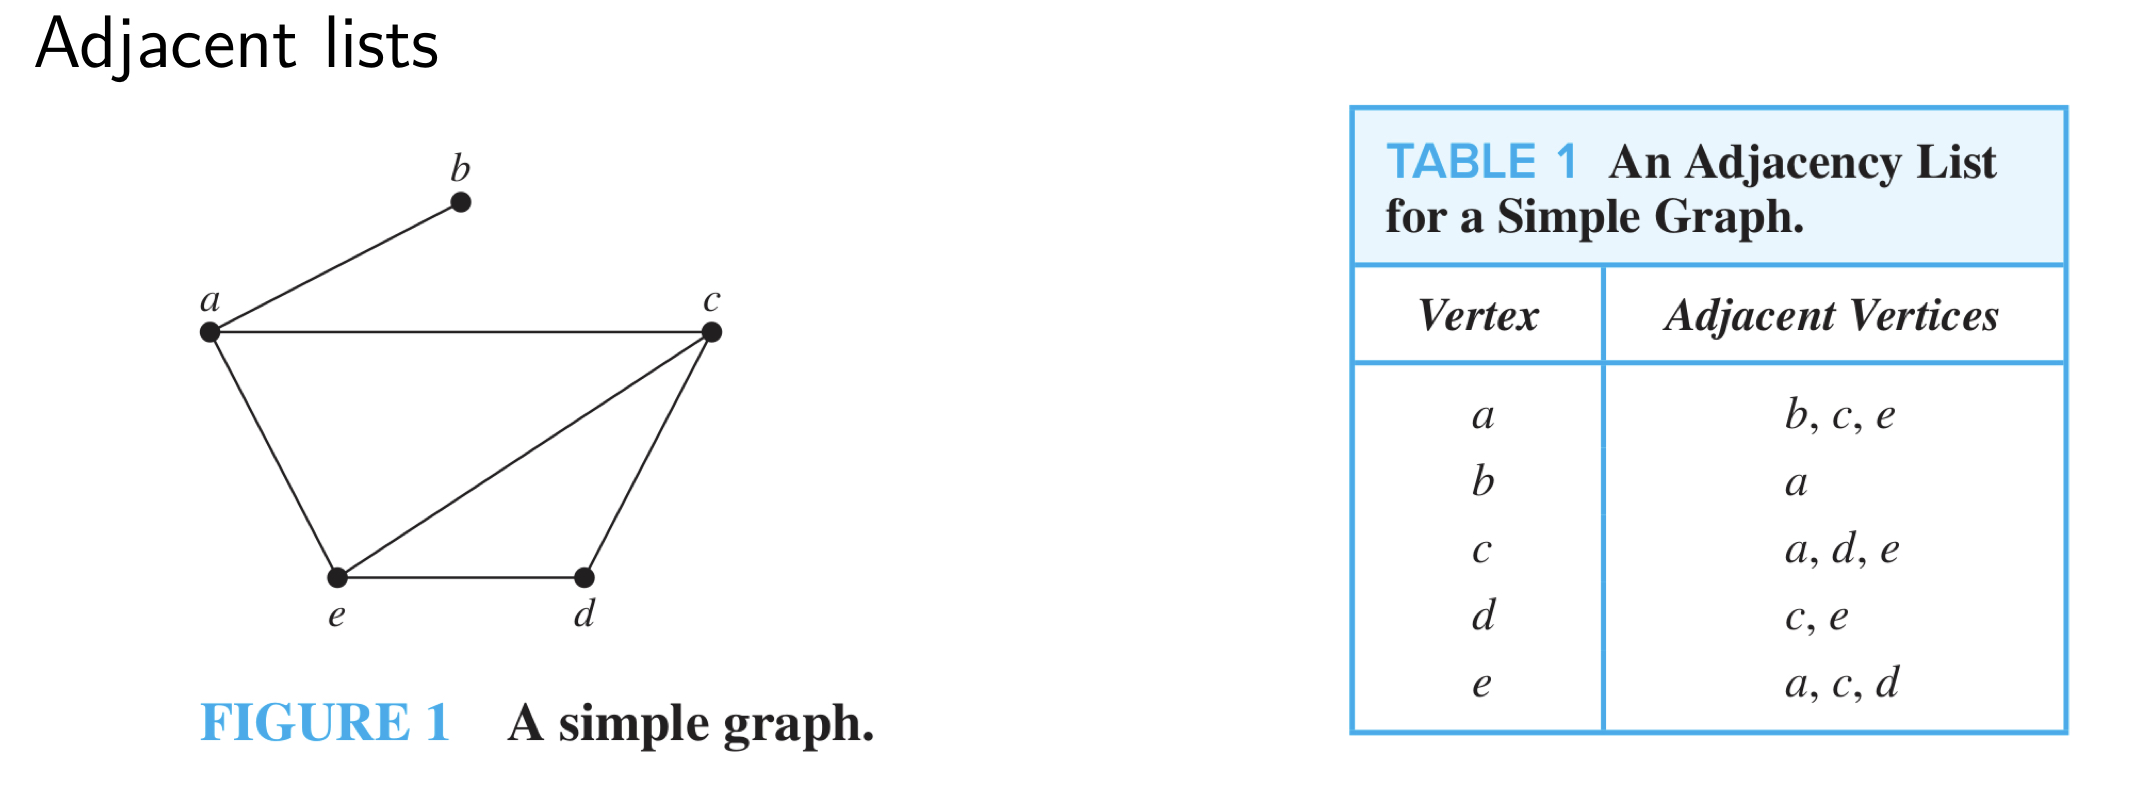 Adjacent lists
b
a
c
e
d
FIGURE 1 A simple graph.
TABLE 1 An Adjacency List
for a Simple Graph.
Vertex Adjacent Vertices
a b, c, e
b a
c a, d, e
d c, e
e a, c, d